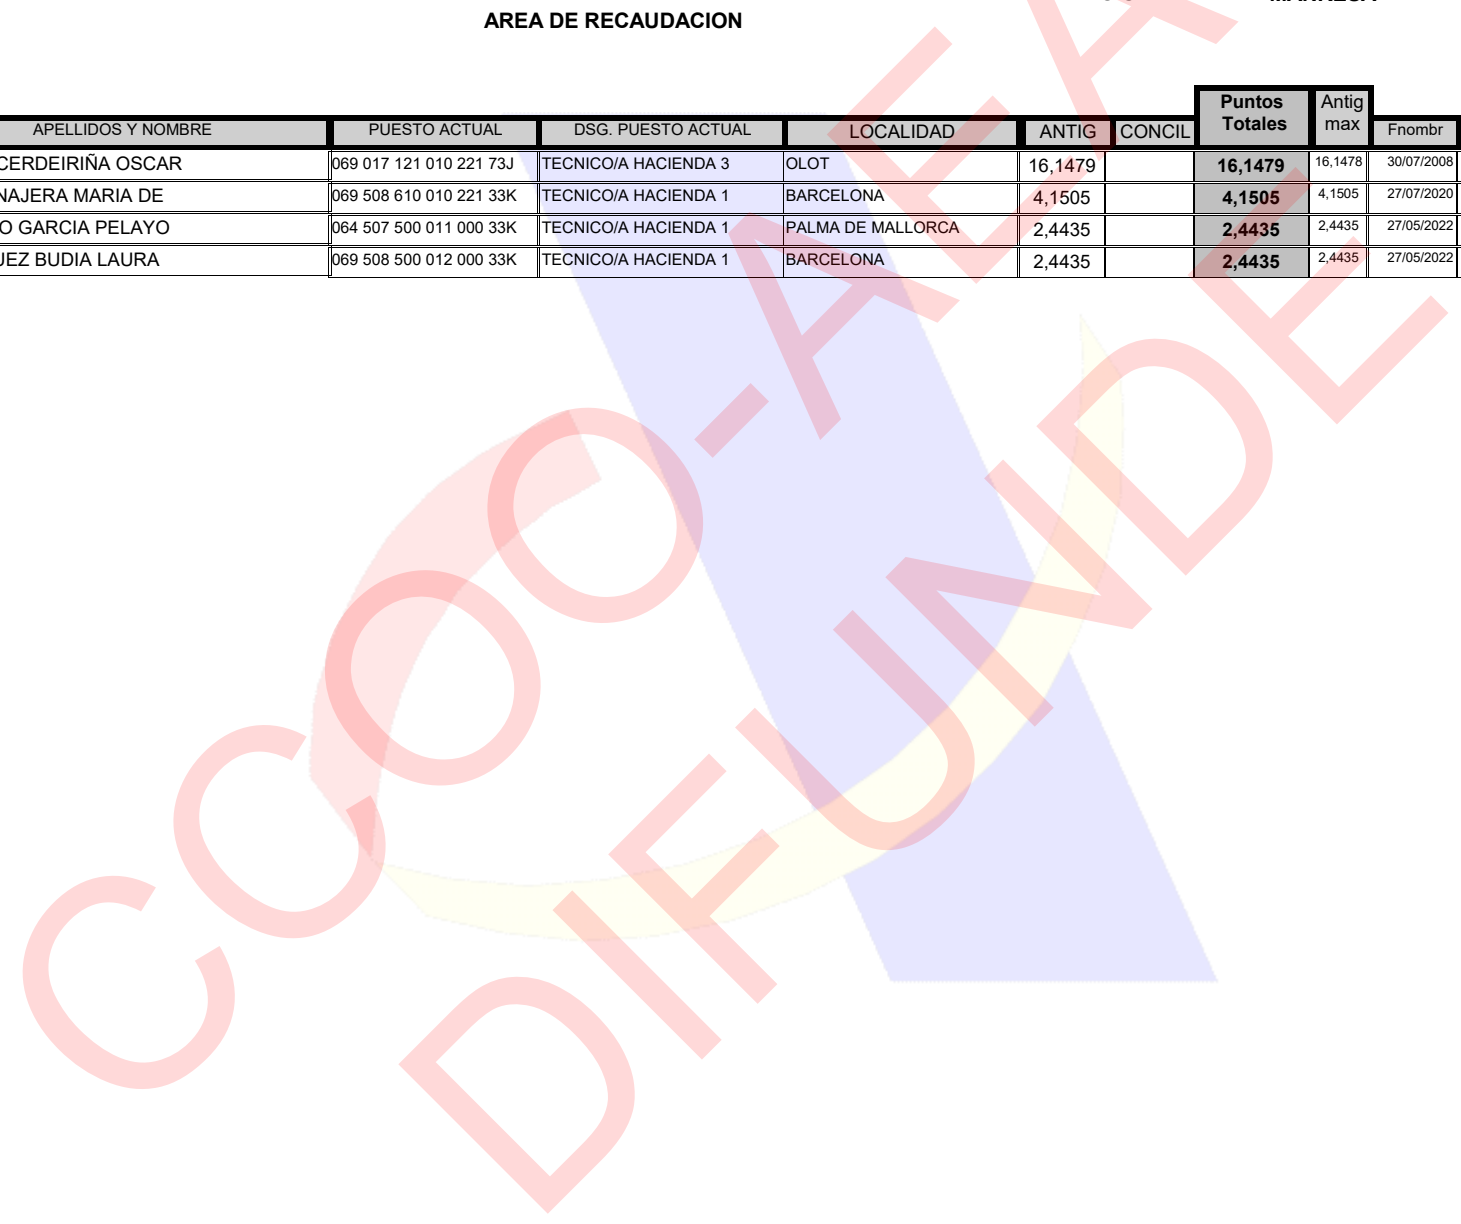 AREA DE RECAUDACION
APELLIDOS Y NOMBRE PUESTO ACTUAL DSG. PUESTO ACTUAL LOCALIDAD ANTIG CONCIL Puntos Totales Antig max Fnombr
CERDEIRIÑA OSCAR 069 017 121 010 221 73J TECNICO/A HACIENDA 3 OLOT 16,1479 16,1479 16,1478 30/07/2008
NAJERA MARIA DE 069 508 610 010 221 33K TECNICO/A HACIENDA 1 BARCELONA 4,1505 4,1505 4,1505 27/07/2020
O GARCIA PELAYO 064 507 500 011 000 33K TECNICO/A HACIENDA 1 PALMA DE MALLORCA 2,4435 2,4435 2,4435 27/05/2022
UEZ BUDIA LAURA 069 508 500 012 000 33K TECNICO/A HACIENDA 1 BARCELONA 2,4435 2,4435 2,4435 27/05/2022
CCOO-AEA
DIFUNDE